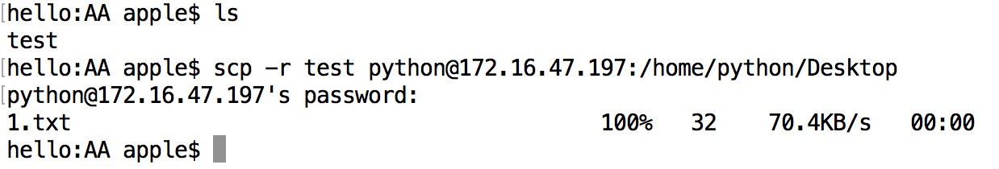 [hello:AA apple$ ls
test
[hello:AA apple$ scp -r test python@172.16.47.197:/home/python/Desktop
[python@172.16.47.197's password:
1.txt 100% 32 70.4KB/s 00:00
hello:AA apple$